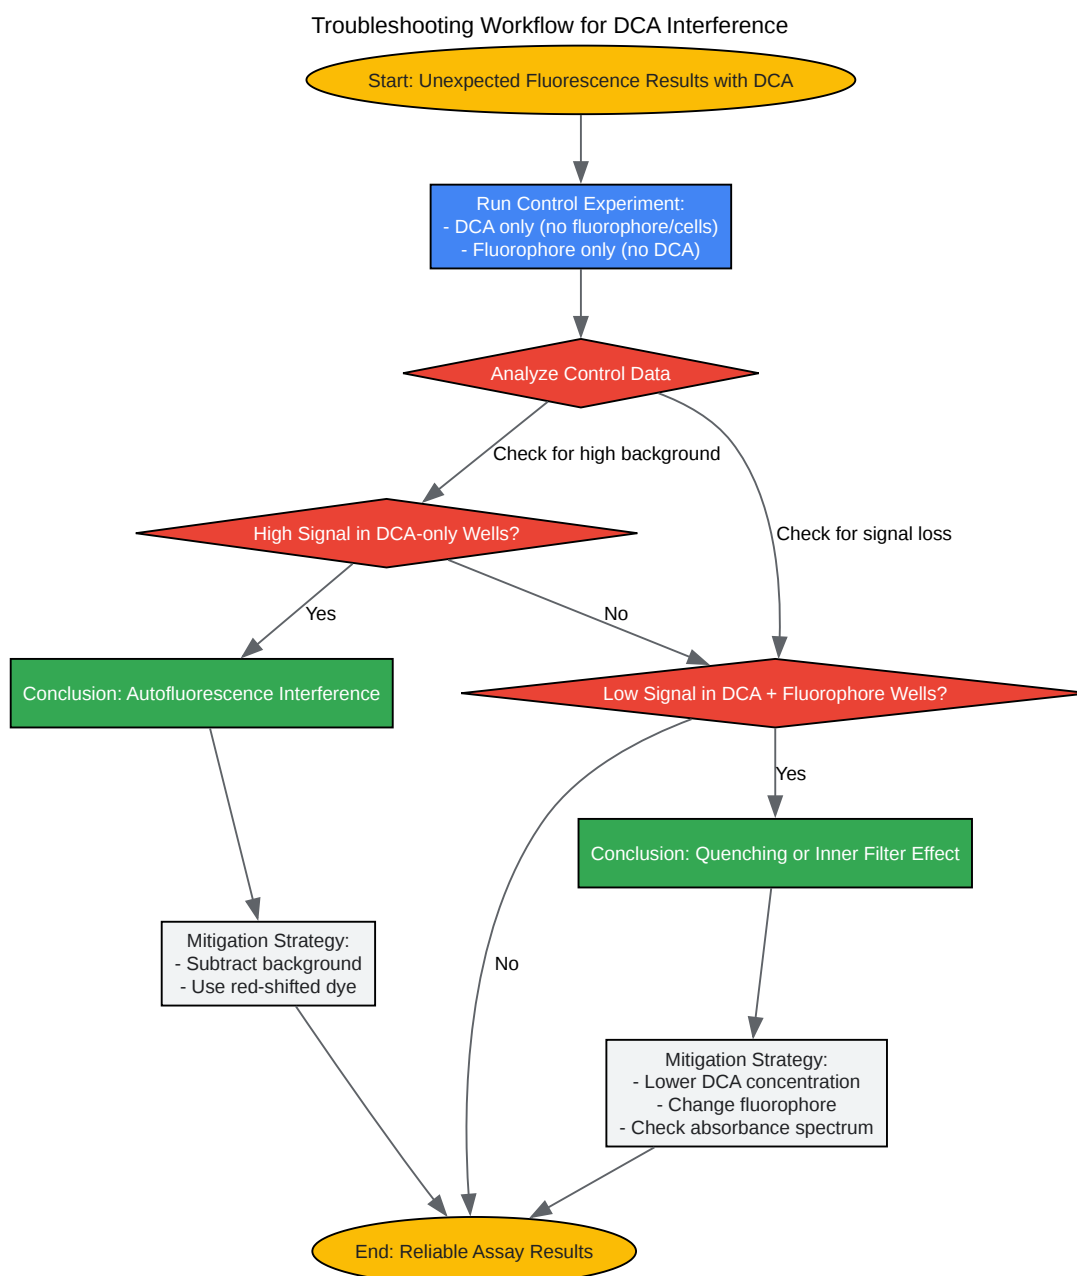 Troubleshooting Workflow for DCA Interference
Start: Unexpected Fluorescence Results with DCA
Run Control Experiment:
- DCA only (no fluorophore/cells)
- Fluorophore only (no DCA)
Analyze Control Data
Check for high background
High Signal in DCA-only Wells?
Check for signal loss
Yes
No
Conclusion: Autofluorescence Interference
Low Signal in DCA + Fluorophore Wells?
Yes
Conclusion: Quenching or Inner Filter Effect
Mitigation Strategy:
- Subtract background
- Use red-shifted dye
No
Mitigation Strategy:
- Lower DCA concentration
- Change fluorophore
- Check absorbance spectrum
End: Reliable Assay Results